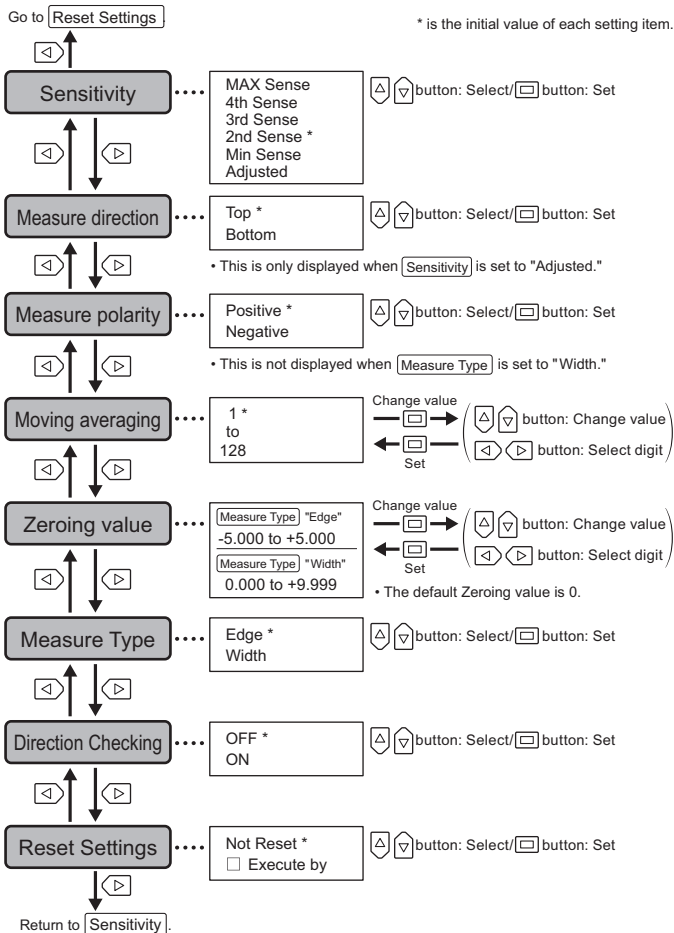 Go to Reset Settings.
* is the initial value of each setting item.
Sensitivity
MAX Sense
4th Sense
3rd Sense
2nd Sense *
Min Sense
Adjusted
button: Select/ button: Set
Measure direction
Top *
Bottom
button: Select/ button: Set
• This is only displayed when Sensitivity is set to "Adjusted."
Measure polarity
Positive *
Negative
button: Select/ button: Set
• This is not displayed when Measure Type is set to "Width."
Moving averaging
1 *
to
128
Change value
Set
button: Change value
button: Select digit
Zeroing value
Measure Type "Edge"
-5.000 to +5.000
Measure Type "Width"
0.000 to +9.999
Change value
Set
button: Change value
button: Select digit
• The default Zeroing value is 0.
Measure Type
Edge *
Width
button: Select/ button: Set
Direction Checking
OFF *
ON
button: Select/ button: Set
Reset Settings
Not Reset *
□ Execute by
button: Select/ button: Set
Return to Sensitivity.